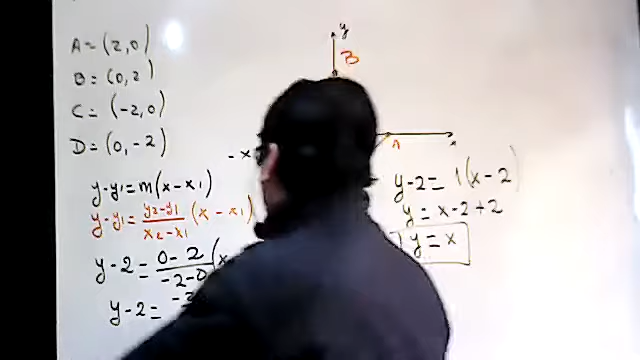 A = (2,0)
B = (0,2)
C = (-2,0)
D = (0,-2)
y-y₁ = m(x-x₁)
y-y₁ = y₂-y₁/x₂-x₁ (x-x₁)
y-2 = 0-2/-2-0 (x
y-2 =
y
B
A
x
-x
y-2 = 1(x-2)
y = x-2+2
y = x